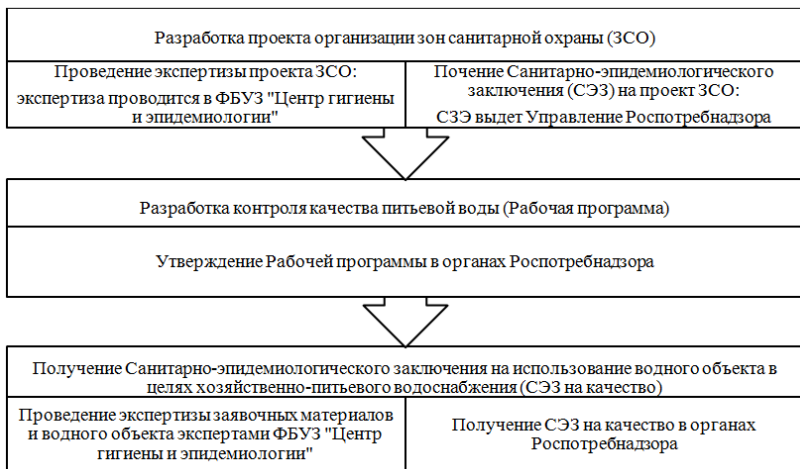 Разработка проекта организации зон санитарной охраны (ЗСО)
Проведение экспертизы проекта ЗСО:
экспертиза проводится в ФБУЗ "Центр гигиены
и эпидемиологии"
Почение Санитарно-эпидемиологического
заключения (СЭЗ) на проект ЗСО:
СЗЭ выдет Управление Роспотребнадзора
Разработка контроля качества питьевой воды (Рабочая программа)
Утверждение Рабочей программы в органах Роспотребнадзора
Получение Санитарно-эпидемиологического заключения на использование водного объекта в
целях хозяйственно-питьевого водоснабжения (СЭЗ на качество)
Проведение экспертизы заявочных материалов
и водного объекта экспертами ФБУЗ "Центр
гигиены и эпидемиологии"
Получение СЭЗ на качество в органах
Роспотребнадзора